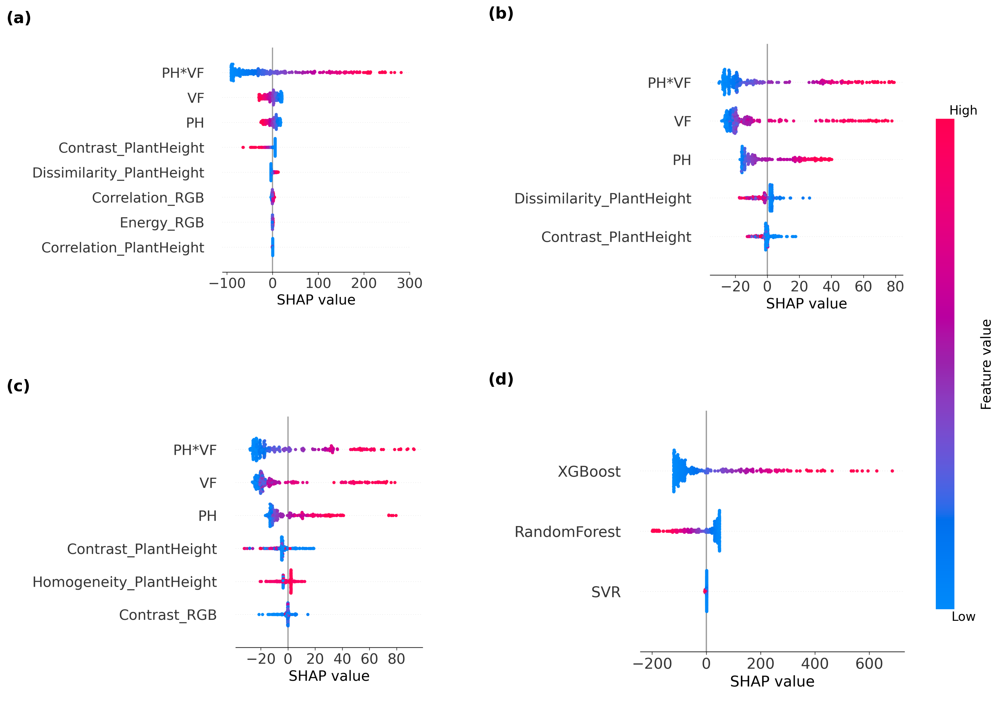 (a)
PH*VF
VF
PH
Contrast_PlantHeight
Dissimilarity_PlantHeight
Correlation_RGB
Energy_RGB
Correlation_PlantHeight
−100 0 100 200 300
SHAP value
(b)
PH*VF
VF
PH
Dissimilarity_PlantHeight
Contrast_PlantHeight
−20 0 20 40 60 80
SHAP value
(c)
PH*VF
VF
PH
Contrast_PlantHeight
Homogeneity_PlantHeight
Contrast_RGB
−20 0 20 40 60 80
SHAP value
(d)
XGBoost
RandomForest
SVR
−200 0 200 400 600
SHAP value
High
Feature value
Low